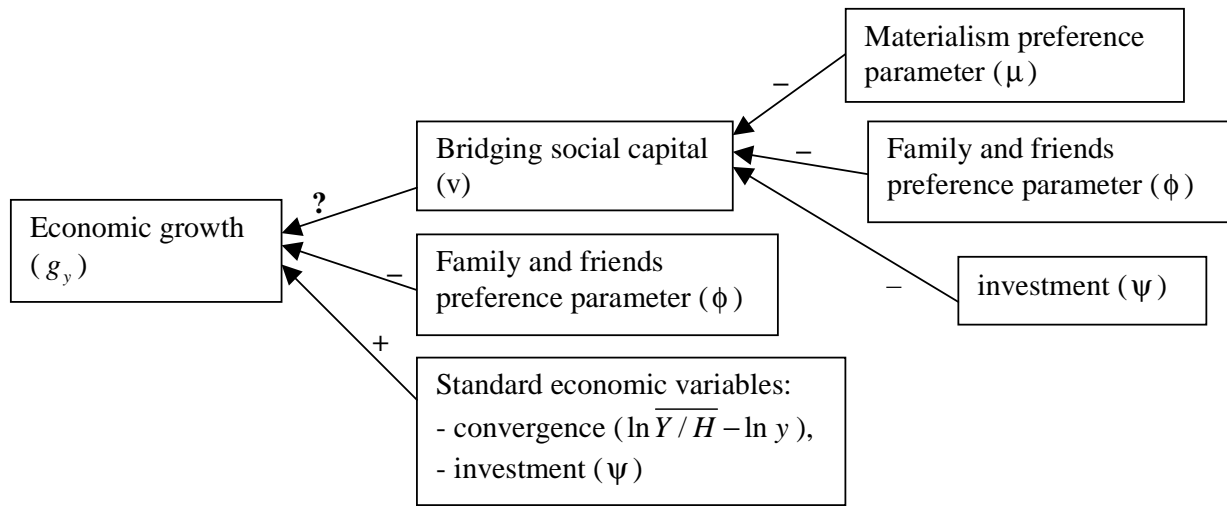 Materialism preference
parameter (μ)
–
Bridging social capital
(v)
–
Family and friends
preference parameter (ϕ)
?
Economic growth
(g_y)
–
Family and friends
preference parameter (ϕ)
–
investment (ψ)
+
Standard economic variables:
- convergence (ln \overline{Y / H} – ln y),
- investment (ψ)